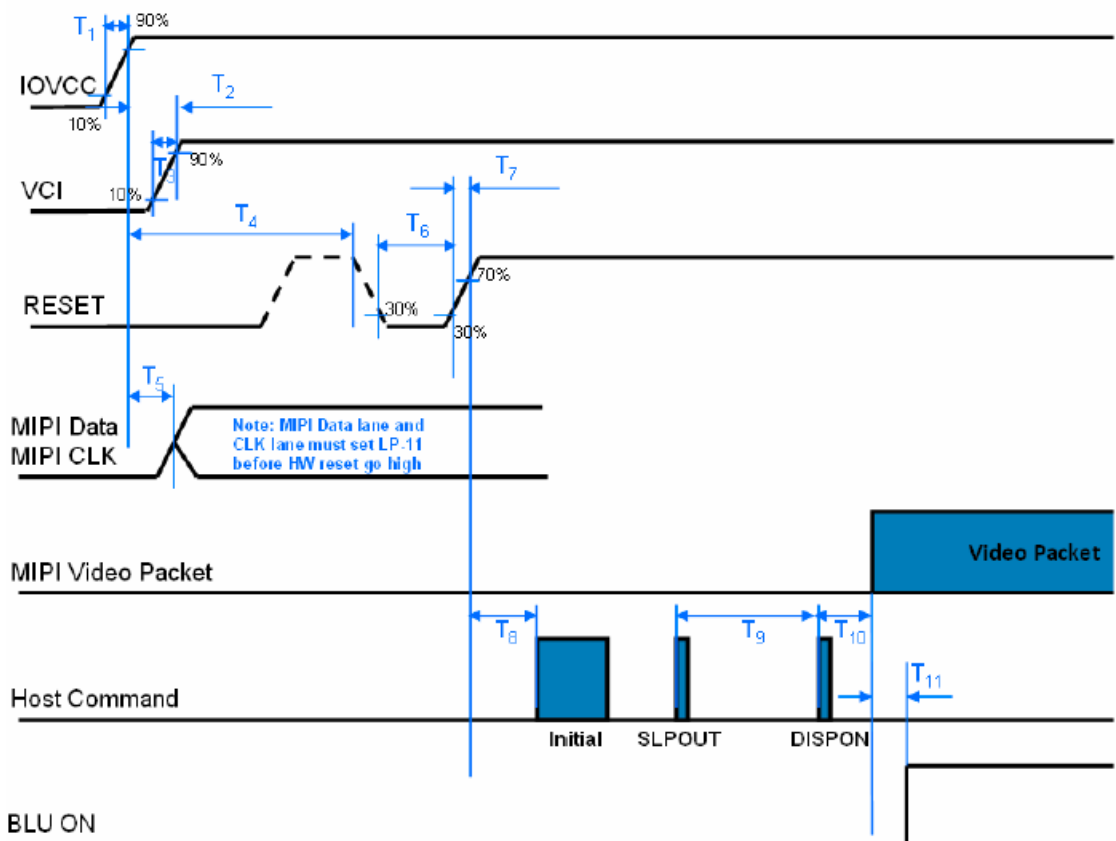 T1
90%
IOVCC
10%
T2
T3
90%
VCI
10%
T7
T4
T6
70%
RESET
30%
30%
T5
MIPI Data
MIPI CLK
Note: MIPI Data lane and
CLK lane must set LP-11
before HW reset go high
Video Packet
MIPI Video Packet
T8
T9
T10
T11
Host Command
Initial
SLPOUT
DISPON
BLU ON